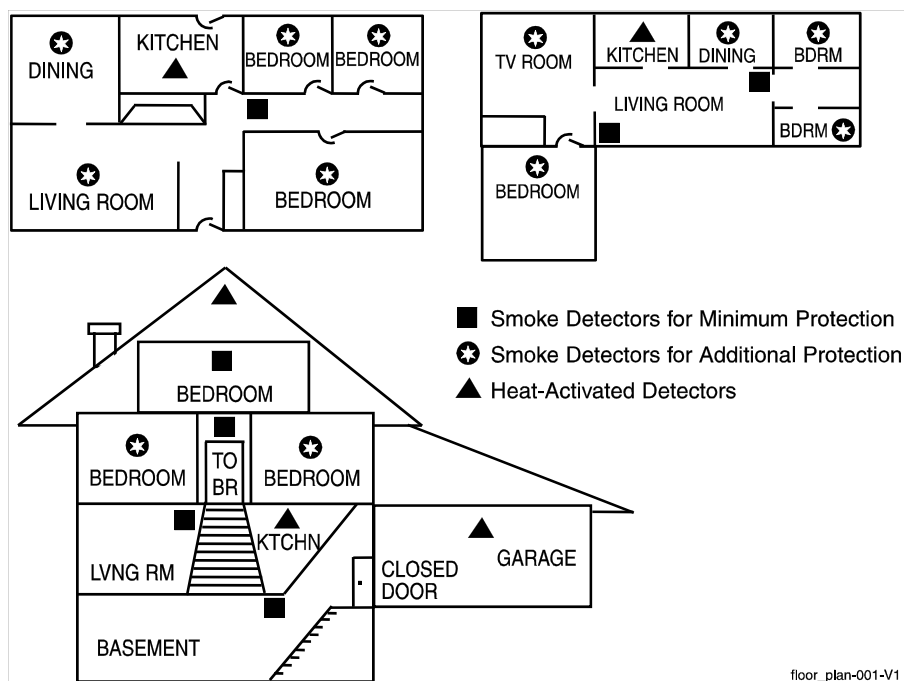 KITCHEN
DINING
BEDROOM
BEDROOM
LIVING ROOM
BEDROOM
TV ROOM
KITCHEN
DINING
BDRM
LIVING ROOM
BDRM
BEDROOM
Smoke Detectors for Minimum Protection
Smoke Detectors for Additional Protection
Heat-Activated Detectors
BEDROOM
BEDROOM
TO
BR
BEDROOM
LVNG RM
KTCHN
CLOSED
DOOR
GARAGE
BASEMENT
floor_plan-001-V1